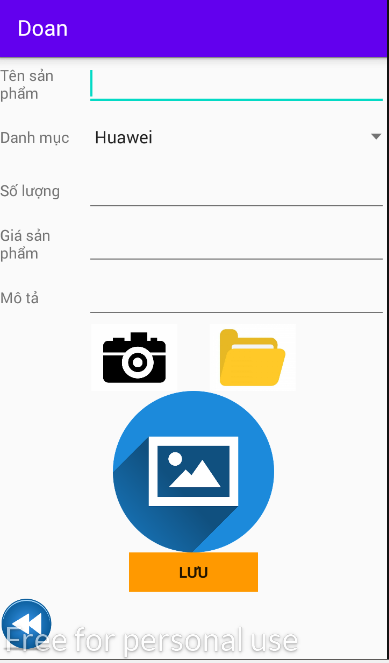 Doan
Tên sản
phẩm
Danh mục
Huawei
Số lượng
Giá sản
phẩm
Mô tả
LƯU
Free for personal use